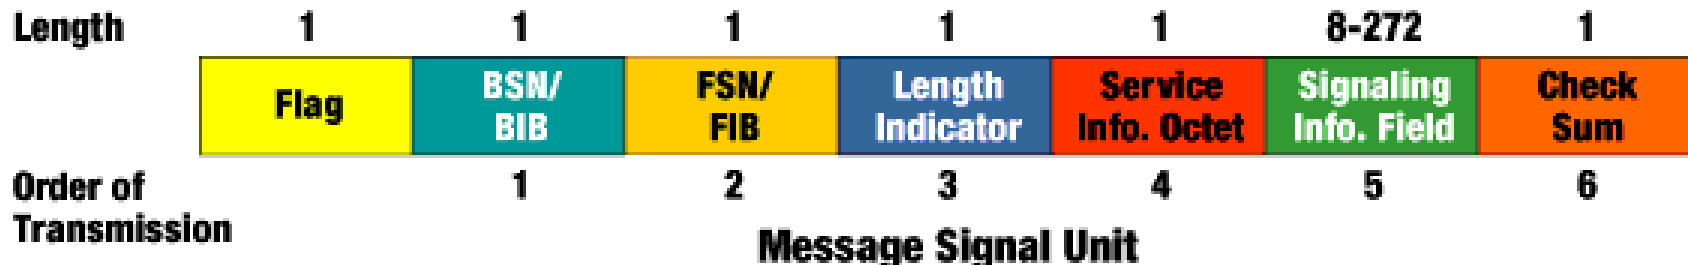 Length 1 1 1 1 1 8-272 1
Flag
BSN/
BIB
FSN/
FIB
Length
Indicator
Service
Info. Octet
Signaling
Info. Field
Check
Sum
Order of
Transmission
1 2 3 4 5 6
Message Signal Unit